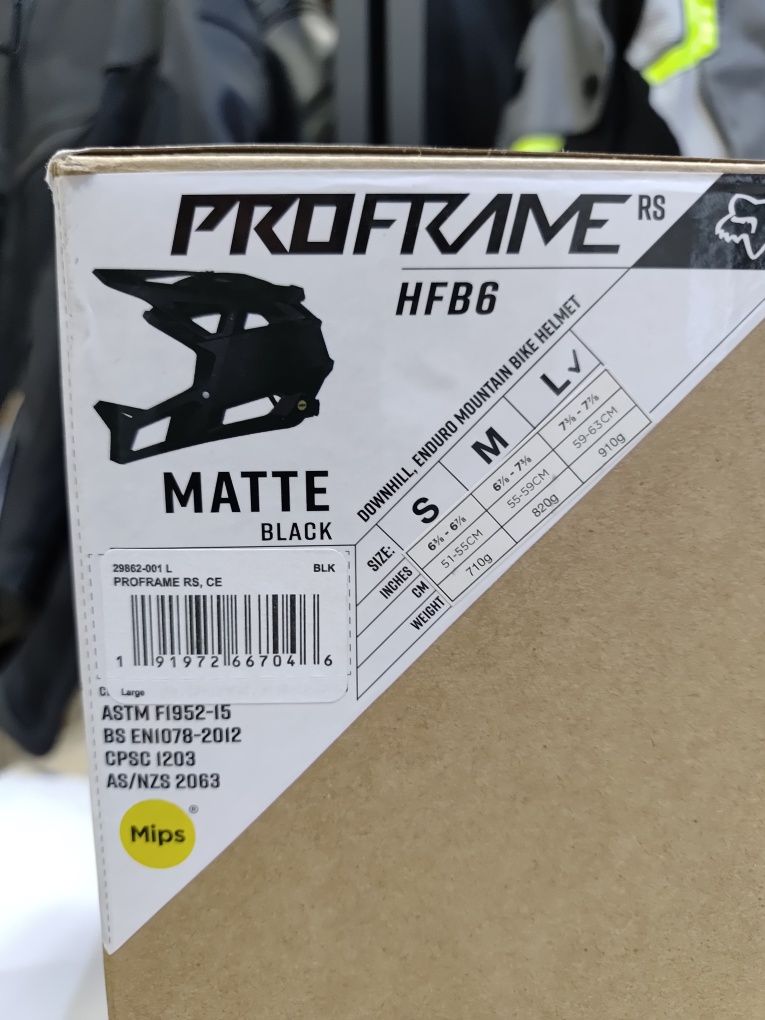 PROFRAME RS
HFB6
DOWNHILL, ENDURO MOUNTAIN BIKE HELMET
SIZE: S M L✓
INCHES 6⅜ - 6⅞ 6⅞ - 7⅜ 7⅜ - 7⅞
CM 51-55CM 55-59CM 59-63CM
WEIGHT 710g 820g 910g
MATTE
BLACK
29862-001 L BLK
PROFRAME RS, CE
1 91972 66704 6
Large
ASTM F1952-15
BS EN1078-2012
CPSC 1203
AS/NZS 2063
Mips®